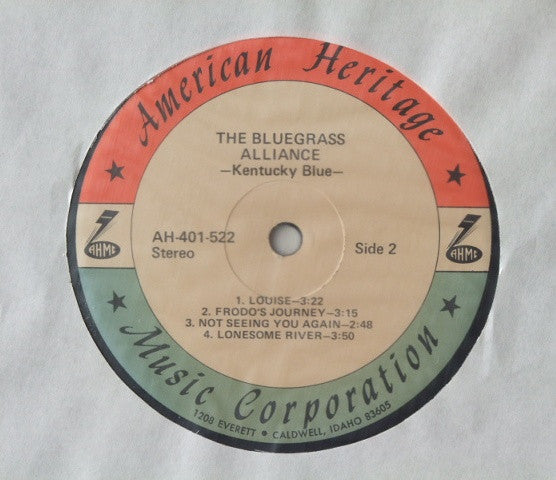 American Heritage
THE BLUEGRASS
ALLIANCE
—Kentucky Blue—
AHMC
AHMC
AH-401-522
Stereo
Side 2
1. LOUISE—3:22
2. FRODO'S JOURNEY—3:15
3. NOT SEEING YOU AGAIN—2:48
4. LONESOME RIVER—3:50
Music Corporation
1208 EVERETT • CALDWELL, IDAHO 83605